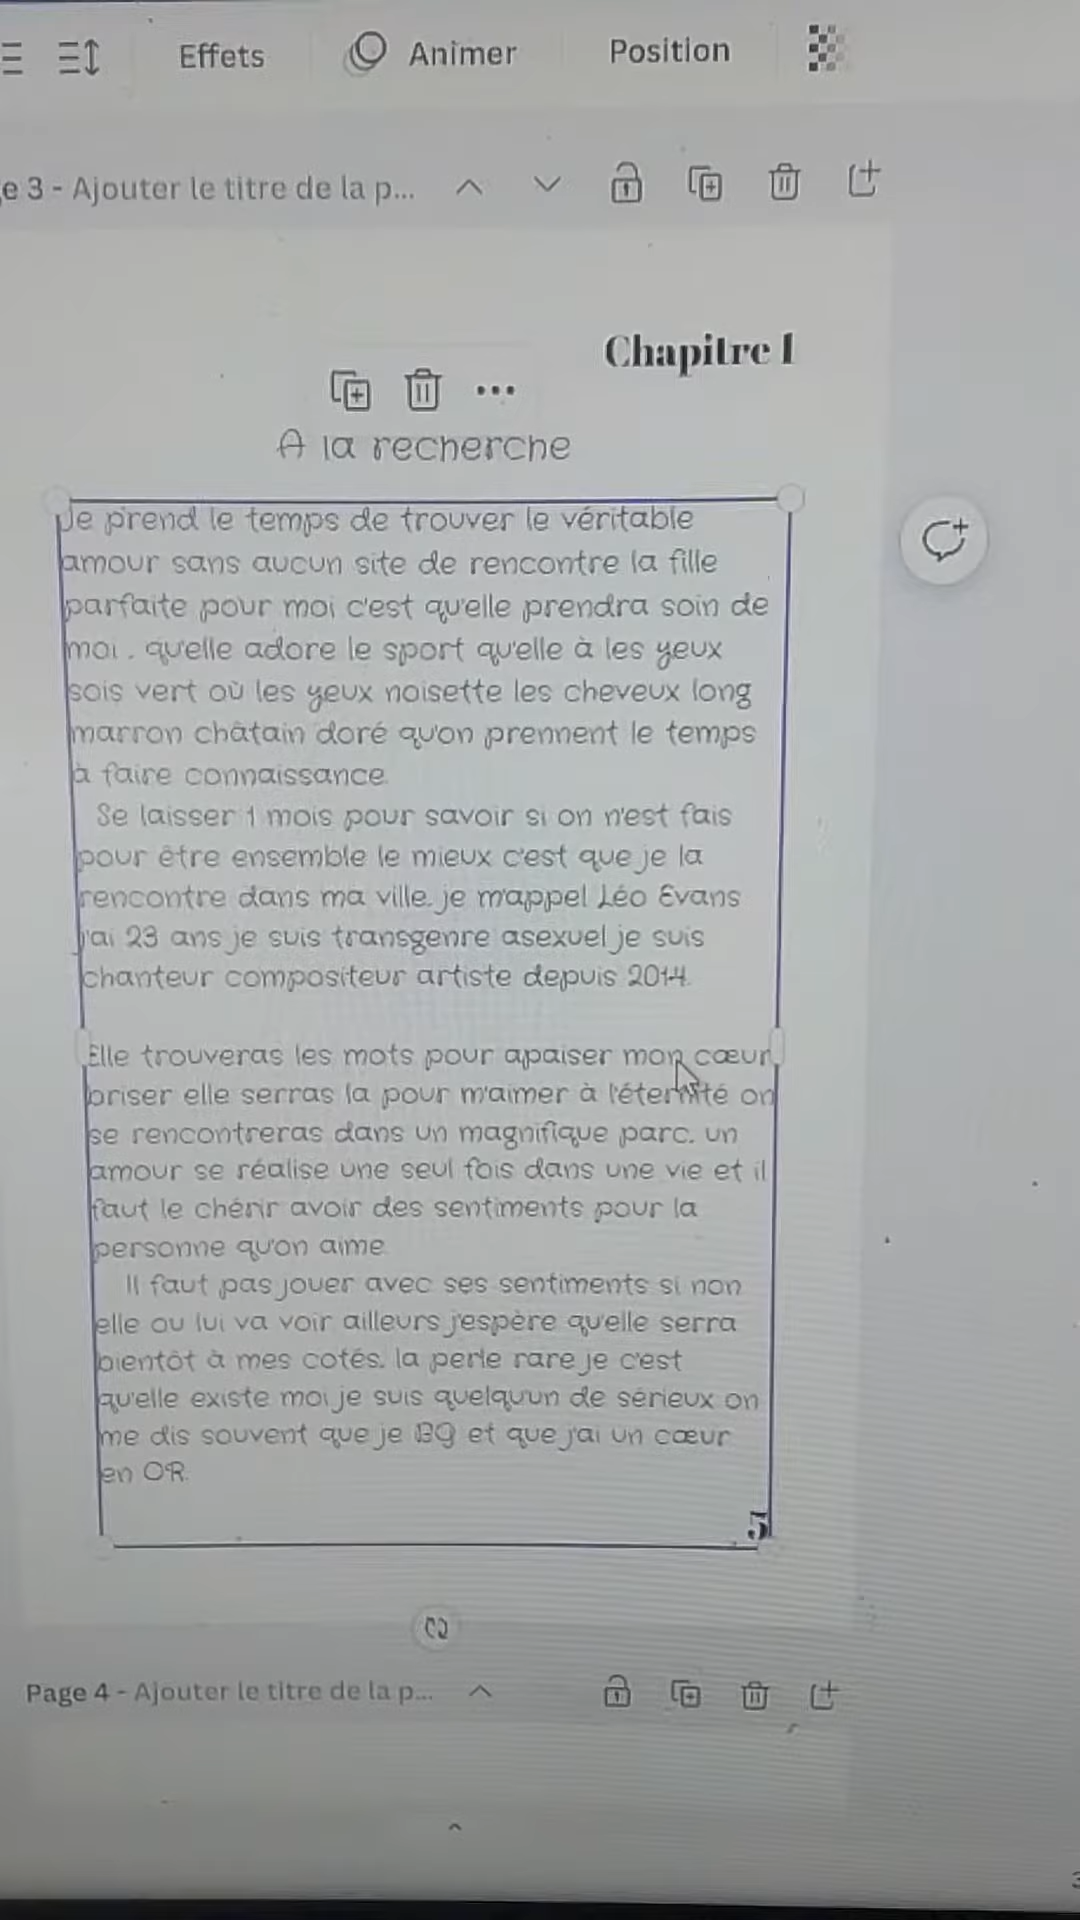 Effets Animer Position
e 3 - Ajouter le titre de la p...
Chapitre 1
A la recherche
Je prend le temps de trouver le véritable
amour sans aucun site de rencontre la fille
parfaite pour moi c'est qu'elle prendra soin de
moi . qu'elle adore le sport qu'elle à les yeux
sois vert où les yeux noisette les cheveux long
marron châtain doré qu'on prennent le temps
à faire connaissance.
Se laisser 1 mois pour savoir si on n'est fais
pour être ensemble le mieux c'est que je la
rencontre dans ma ville. je m'appel Léo Evans
j'ai 23 ans je suis transgenre asexuel je suis
chanteur compositeur artiste depuis 2014.
Elle trouveras les mots pour apaiser mon cœur
briser elle serras la pour m'aimer à l'éternité on
se rencontreras dans un magnifique parc. un
amour se réalise une seul fois dans une vie et il
faut le chérir avoir des sentiments pour la
personne qu'on aime.
Il faut pas jouer avec ses sentiments si non
elle ou lui va voir ailleurs j'espère qu'elle serra
bientôt à mes cotés. la perle rare je c'est
qu'elle existe moi je suis quelqu'un de sérieux on
me dis souvent que je BG et que j'ai un cœur
en OR.
5
Page 4 - Ajouter le titre de la p...